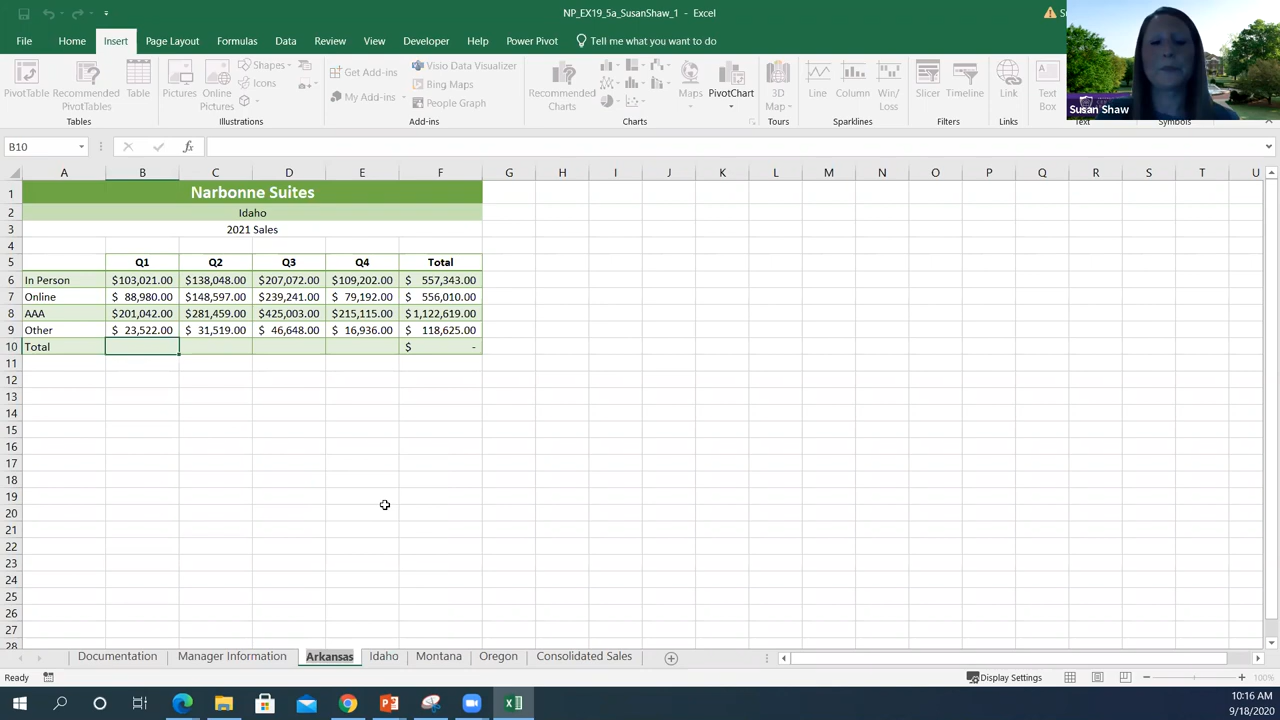 NP_EX19_5a_SusanShaw_1 - Excel
File Home Insert Page Layout Formulas Data Review View Developer Help Power Pivot Tell me what you want to do
PivotTable Recommended PivotTables Table
Tables
Pictures Online Pictures Shapes Icons
Illustrations
Get Add-ins
My Add-ins
Visio Data Visualizer
Bing Maps
People Graph
Add-ins
Recommended Charts
Maps PivotChart
Charts
3D Map
Tours
Line Column Win/Loss
Sparklines
Slicer Timeline
Filters
Link
Links
Text Box
Text
Symbols
Susan Shaw
B10
fx
A B C D E F G H I J K L M N O P Q R S T U
1 Narbonne Suites
2 Idaho
3 2021 Sales
4
5 Q1 Q2 Q3 Q4 Total
6 In Person $103,021.00 $138,048.00 $207,072.00 $109,202.00 $ 557,343.00
7 Online $ 88,980.00 $148,597.00 $239,241.00 $ 79,192.00 $ 556,010.00
8 AAA $201,042.00 $281,459.00 $425,003.00 $215,115.00 $ 1,122,619.00
9 Other $ 23,522.00 $ 31,519.00 $ 46,648.00 $ 16,936.00 $ 118,625.00
10 Total $ -
11
12
13
14
15
16
17
18
19
20
21
22
23
24
25
26
27
28
Documentation Manager Information Arkansas Idaho Montana Oregon Consolidated Sales
Ready Display Settings 100%
10:16 AM
9/18/2020